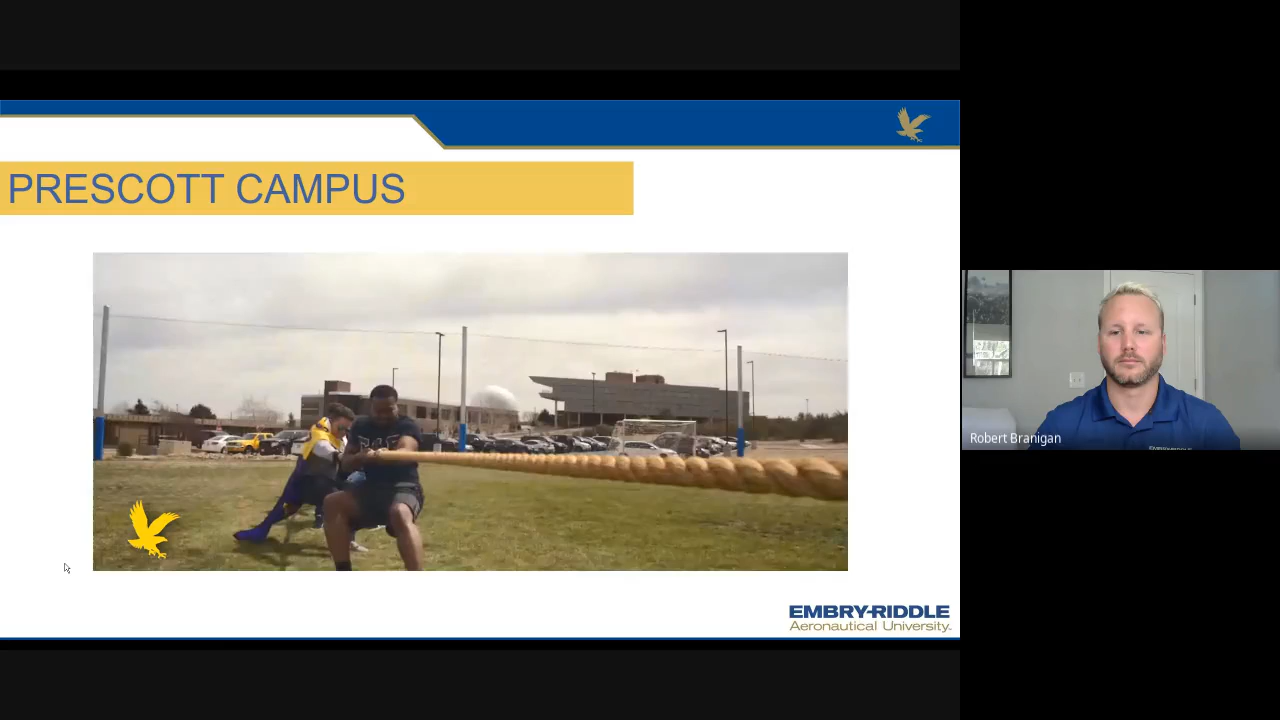 PRESCOTT CAMPUS
EMBRY-RIDDLE
Aeronautical University
Robert Branigan